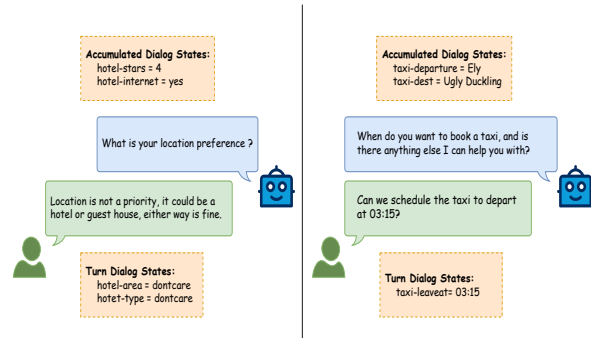 Accumulated Dialog States:
hotel-stars = 4
hotel-internet = yes
What is your location preference ?
Location is not a priority, it could be a
hotel or guest house, either way is fine.
Turn Dialog States:
hotel-area = dontcare
hotet-type = dontcare
Accumulated Dialog States:
taxi-departure = Ely
taxi-dest = Ugly Duckling
When do you want to book a taxi, and is
there anything else I can help you with?
Can we schedule the taxi to depart
at 03:15?
Turn Dialog States:
taxi-leaveat= 03:15